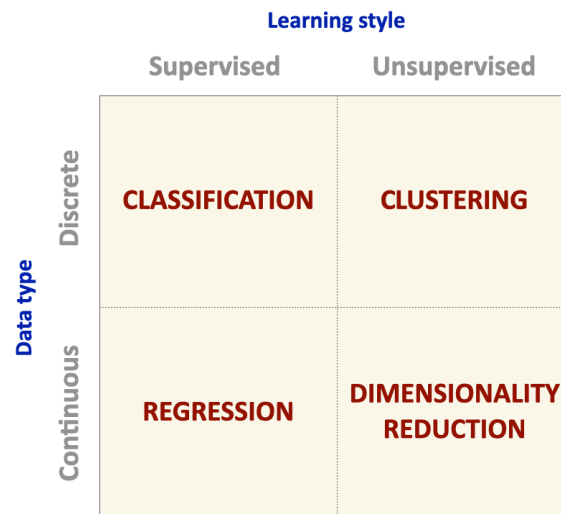 Learning style
Supervised Unsupervised
Data type
Discrete
CLASSIFICATION CLUSTERING
Continuous
REGRESSION DIMENSIONALITY
REDUCTION